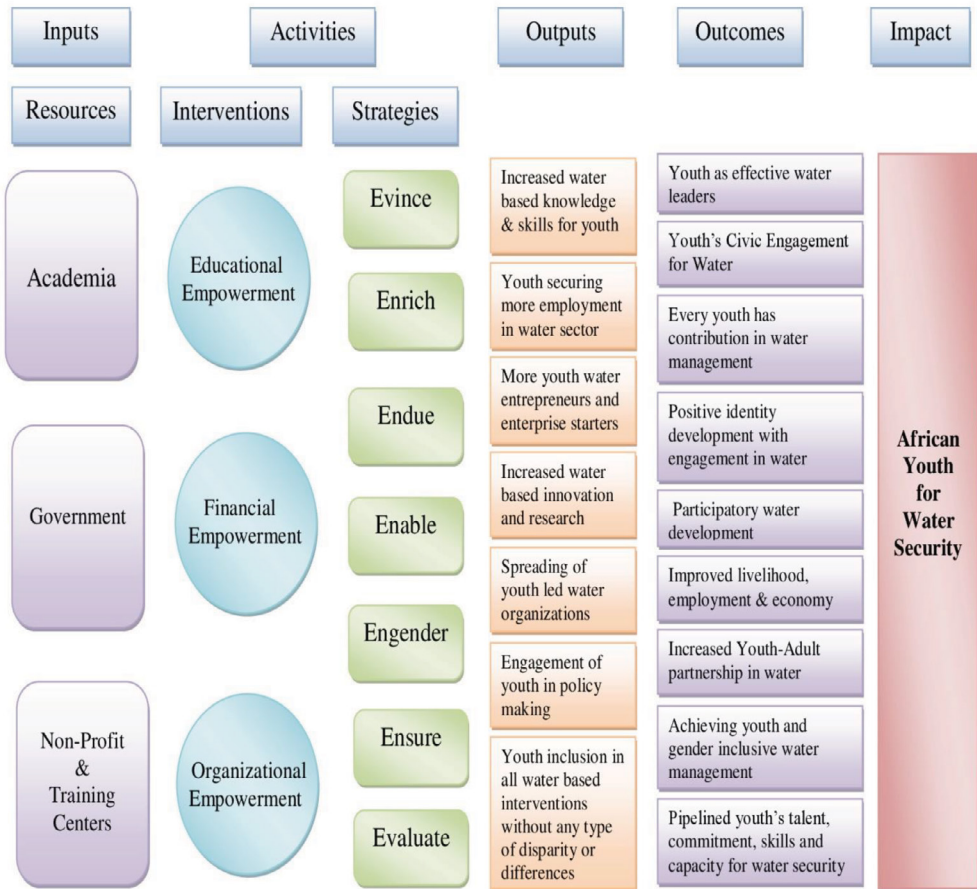 Inputs
Activities
Outputs
Outcomes
Impact
Resources
Interventions
Strategies
Academia
Government
Non-Profit
&
Training
Centers
Educational
Empowerment
Financial
Empowerment
Organizational
Empowerment
Evince
Enrich
Endue
Enable
Engender
Ensure
Evaluate
Increased water
based knowledge
& skills for youth
Youth securing
more employment
in water sector
More youth water
entrepreneurs and
enterprise starters
Increased water
based innovation
and research
Spreading of
youth led water
organizations
Engagement of
youth in policy
making
Youth inclusion in
all water based
interventions
without any type
of disparity or
differences
Youth as effective water
leaders
Youth's Civic Engagement
for Water
Every youth has
contribution in water
management
Positive identity
development with
engagement in water
Participatory water
development
Improved livelihood,
employment & economy
Increased Youth-Adult
partnership in water
Achieving youth and
gender inclusive water
management
Pipelined youth's talent,
commitment, skills and
capacity for water security
African
Youth
for
Water
Security